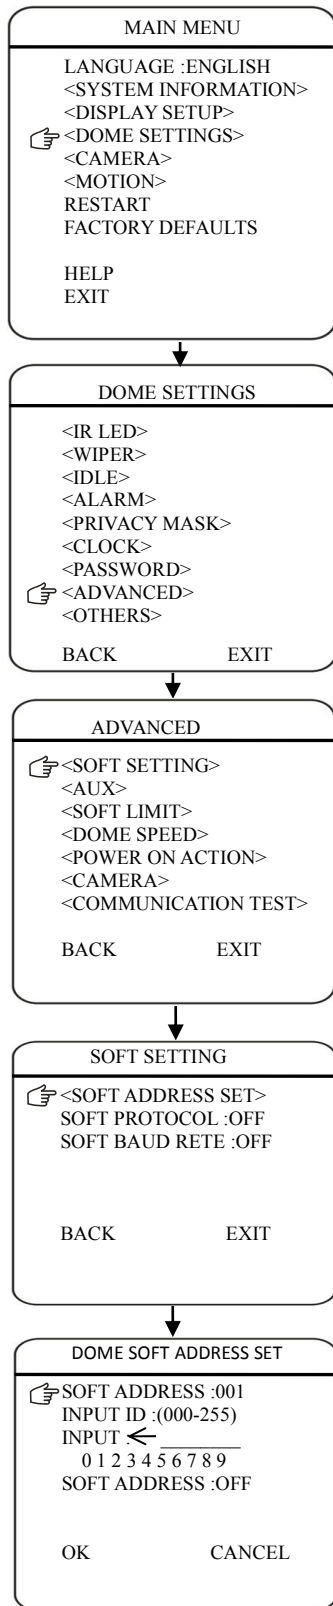 MAIN MENU
LANGUAGE :ENGLISH
<SYSTEM INFORMATION>
<DISPLAY SETUP>
<DOME SETTINGS>
<CAMERA>
<MOTION>
RESTART
FACTORY DEFAULTS
HELP
EXIT
DOME SETTINGS
<IR LED>
<WIPER>
<IDLE>
<ALARM>
<PRIVACY MASK>
<CLOCK>
<PASSWORD>
<ADVANCED>
<OTHERS>
BACK EXIT
ADVANCED
<SOFT SETTING>
<AUX>
<SOFT LIMIT>
<DOME SPEED>
<POWER ON ACTION>
<CAMERA>
<COMMUNICATION TEST>
BACK EXIT
SOFT SETTING
<SOFT ADDRESS SET>
SOFT PROTOCOL :OFF
SOFT BAUD RETE :OFF
BACK EXIT
DOME SOFT ADDRESS SET
SOFT ADDRESS :001
INPUT ID :(000-255)
INPUT :← _______
0 1 2 3 4 5 6 7 8 9
SOFT ADDRESS :OFF
OK CANCEL